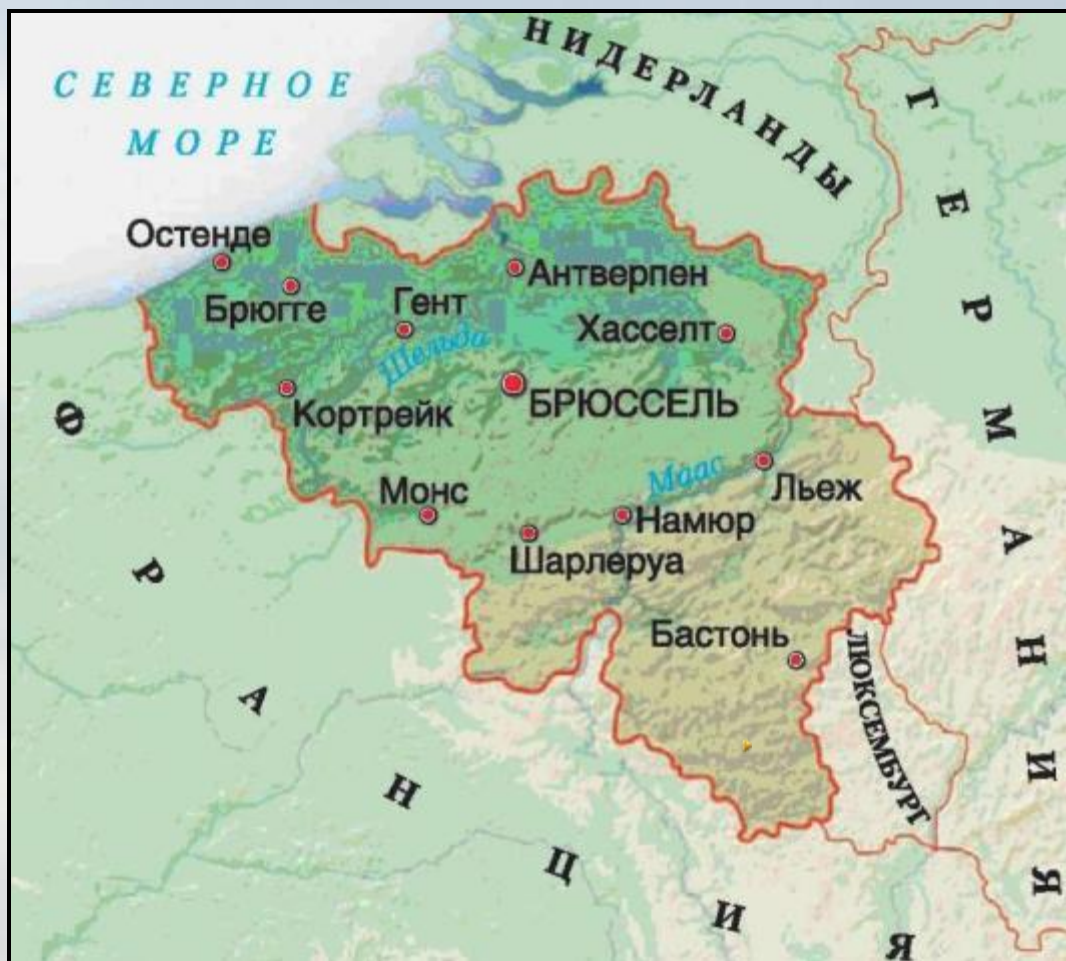 СЕВЕРНОЕ
МОРЕ
НИДЕРЛАНДЫ
ГЕРМАНИЯ
Остенде
Брюгге
Гент
Антверпен
Хасселт
Шельда
Кортрейк
БРЮССЕЛЬ
Маас
Льеж
Монс
Намюр
Шарлеруа
Бастонь
ЛЮКСЕМБУРГ
ФРАНЦИЯ